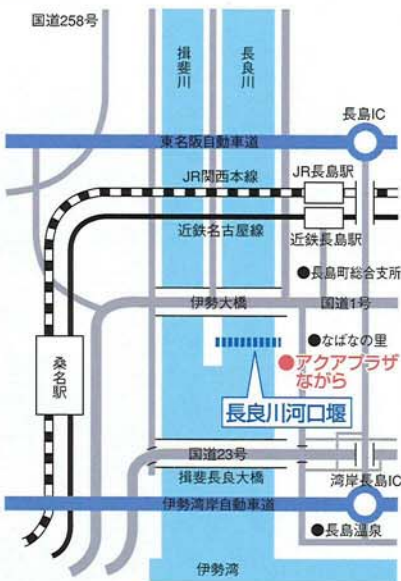 国道258号
揖斐川
長良川
長島IC
東名阪自動車道
JR関西本線
JR長島駅
近鉄名古屋線
近鉄長島駅
●長島町総合支所
伊勢大橋
国道1号
●なばなの里
●アクアプラザ
ながら
桑名駅
長良川河口堰
国道23号
揖斐長良大橋
湾岸長島IC
伊勢湾岸自動車道
●長島温泉
伊勢湾